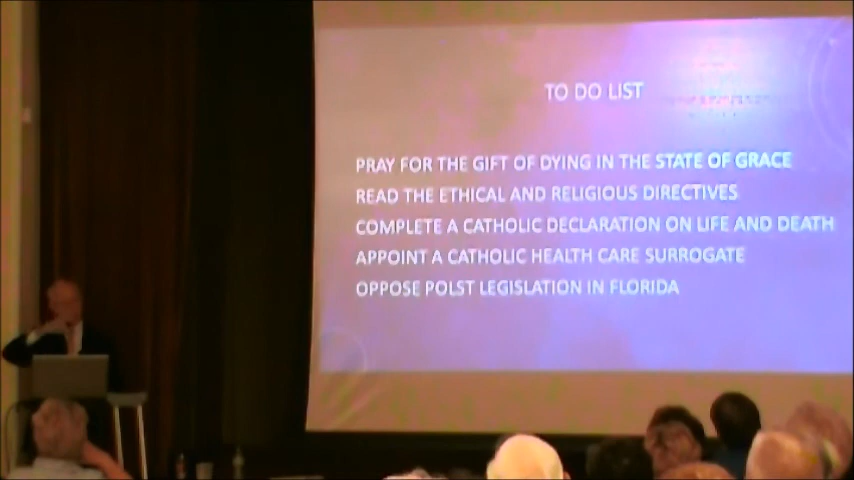 TO DO LIST
PRAY FOR THE GIFT OF DYING IN THE STATE OF GRACE
READ THE ETHICAL AND RELIGIOUS DIRECTIVES
COMPLETE A CATHOLIC DECLARATION ON LIFE AND DEATH
APPOINT A CATHOLIC HEALTH CARE SURROGATE
OPPOSE POLST LEGISLATION IN FLORIDA